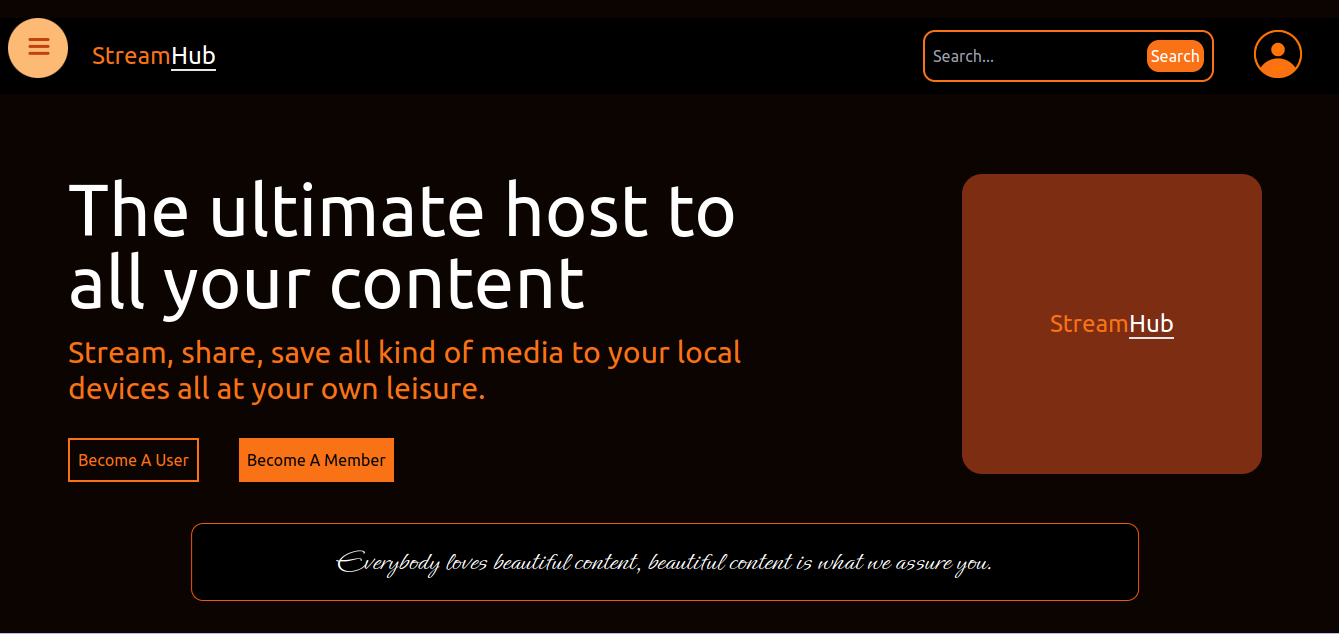 StreamHub
Search...
Search
The ultimate host to
all your content
Stream, share, save all kind of media to your local
devices all at your own leisure.
StreamHub
Become A User
Become A Member
Everybody loves beautiful content, beautiful content is what we assure you.